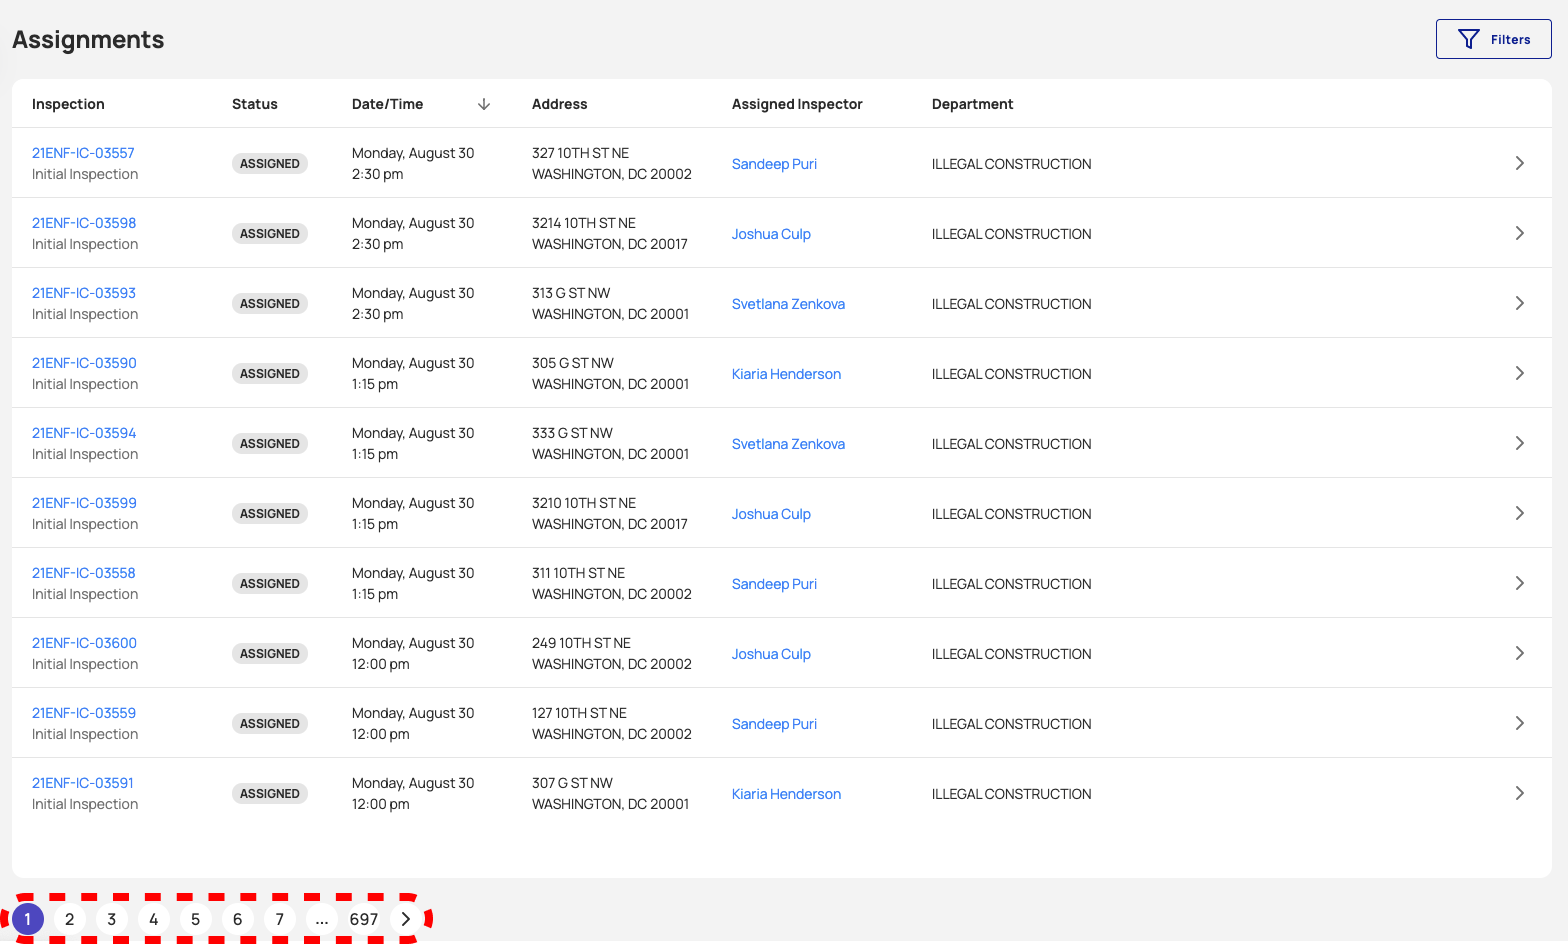 Assignments
Filters
Inspection Status Date/Time Address Assigned Inspector Department
21ENF-IC-03557
Initial Inspection
ASSIGNED
Monday, August 30
2:30 pm
327 10TH ST NE
WASHINGTON, DC 20002
Sandeep Puri
ILLEGAL CONSTRUCTION
21ENF-IC-03598
Initial Inspection
ASSIGNED
Monday, August 30
2:30 pm
3214 10TH ST NE
WASHINGTON, DC 20017
Joshua Culp
ILLEGAL CONSTRUCTION
21ENF-IC-03593
Initial Inspection
ASSIGNED
Monday, August 30
2:30 pm
313 G ST NW
WASHINGTON, DC 20001
Svetlana Zenkova
ILLEGAL CONSTRUCTION
21ENF-IC-03590
Initial Inspection
ASSIGNED
Monday, August 30
1:15 pm
305 G ST NW
WASHINGTON, DC 20001
Kiaria Henderson
ILLEGAL CONSTRUCTION
21ENF-IC-03594
Initial Inspection
ASSIGNED
Monday, August 30
1:15 pm
333 G ST NW
WASHINGTON, DC 20001
Svetlana Zenkova
ILLEGAL CONSTRUCTION
21ENF-IC-03599
Initial Inspection
ASSIGNED
Monday, August 30
1:15 pm
3210 10TH ST NE
WASHINGTON, DC 20017
Joshua Culp
ILLEGAL CONSTRUCTION
21ENF-IC-03558
Initial Inspection
ASSIGNED
Monday, August 30
1:15 pm
311 10TH ST NE
WASHINGTON, DC 20002
Sandeep Puri
ILLEGAL CONSTRUCTION
21ENF-IC-03600
Initial Inspection
ASSIGNED
Monday, August 30
12:00 pm
249 10TH ST NE
WASHINGTON, DC 20002
Joshua Culp
ILLEGAL CONSTRUCTION
21ENF-IC-03559
Initial Inspection
ASSIGNED
Monday, August 30
12:00 pm
127 10TH ST NE
WASHINGTON, DC 20002
Sandeep Puri
ILLEGAL CONSTRUCTION
21ENF-IC-03591
Initial Inspection
ASSIGNED
Monday, August 30
12:00 pm
307 G ST NW
WASHINGTON, DC 20001
Kiaria Henderson
ILLEGAL CONSTRUCTION
1 2 3 4 5 6 7 ... 697